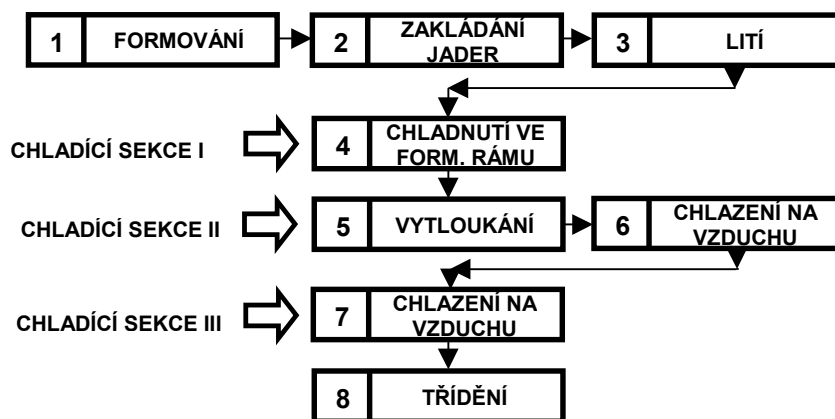 1 FORMOVÁNÍ
2 ZAKLÁDÁNÍ
JADER
3 LITÍ
CHLADÍCÍ SEKCE I
4 CHLADNUTÍ VE
FORM. RÁMU
CHLADÍCÍ SEKCE II
5 VYTLOUKÁNÍ
6 CHLAZENÍ NA
VZDUCHU
CHLADÍCÍ SEKCE III
7 CHLAZENÍ NA
VZDUCHU
8 TŘÍDĚNÍ